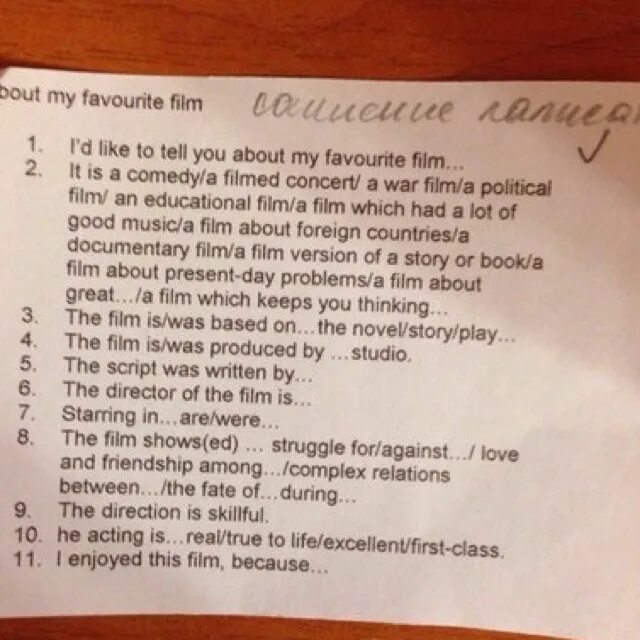 bout my favourite film сочинение написа
1. I'd like to tell you about my favourite film...
2. It is a comedy/a filmed concert/ a war film/a political
film/ an educational film/a film which had a lot of
good music/a film about foreign countries/a
documentary film/a film version of a story or book/a
film about present-day problems/a film about
great.../a film which keeps you thinking...
3. The film is/was based on...the novel/story/play...
4. The film is/was produced by ...studio.
5. The script was written by...
6. The director of the film is...
7. Starring in...are/were...
8. The film shows(ed) ... struggle for/against.../ love
and friendship among.../complex relations
between.../the fate of...during...
9. The direction is skillful.
10. he acting is...real/true to life/excellent/first-class.
11. I enjoyed this film, because...